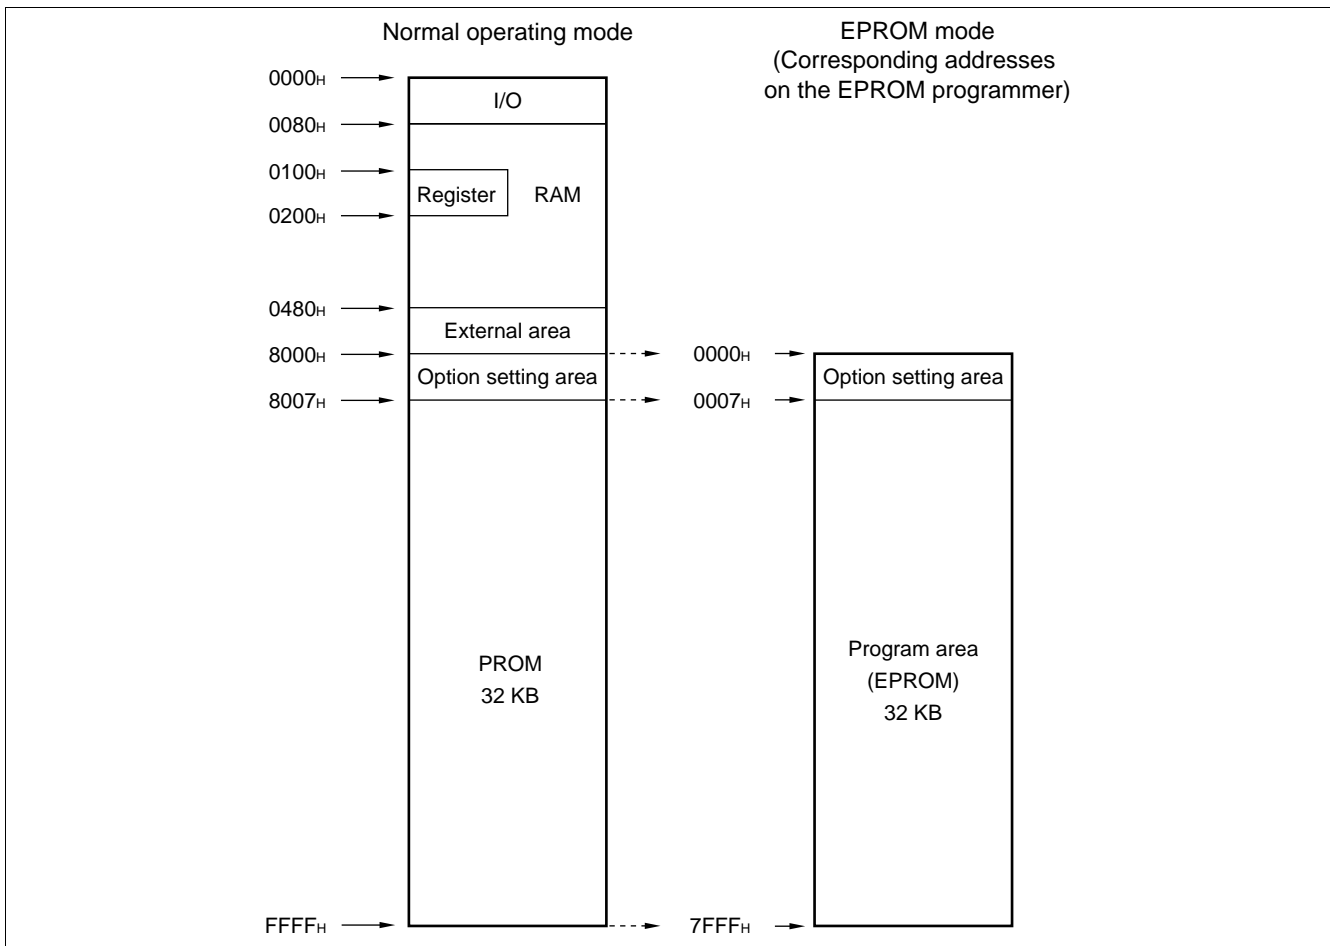 Normal operating mode
EPROM mode
(Corresponding addresses
on the EPROM programmer)
0000H
I/O
0080H
0100H
Register
RAM
0200H
0480H
External area
8000H
0000H
Option setting area
Option setting area
8007H
0007H
PROM
32 KB
Program area
(EPROM)
32 KB
FFFFH
7FFFH